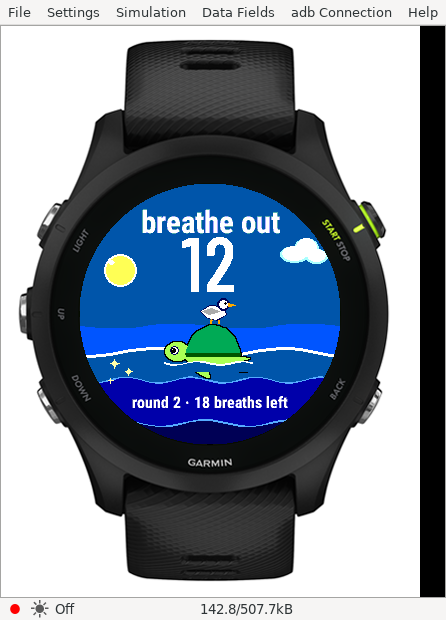 File Settings Simulation Data Fields adb Connection Help
LIGHT
START STOP
UP
DOWN
BACK
breathe out
12
round 2 · 18 breaths left
GARMIN
Off 142.8/507.7kB